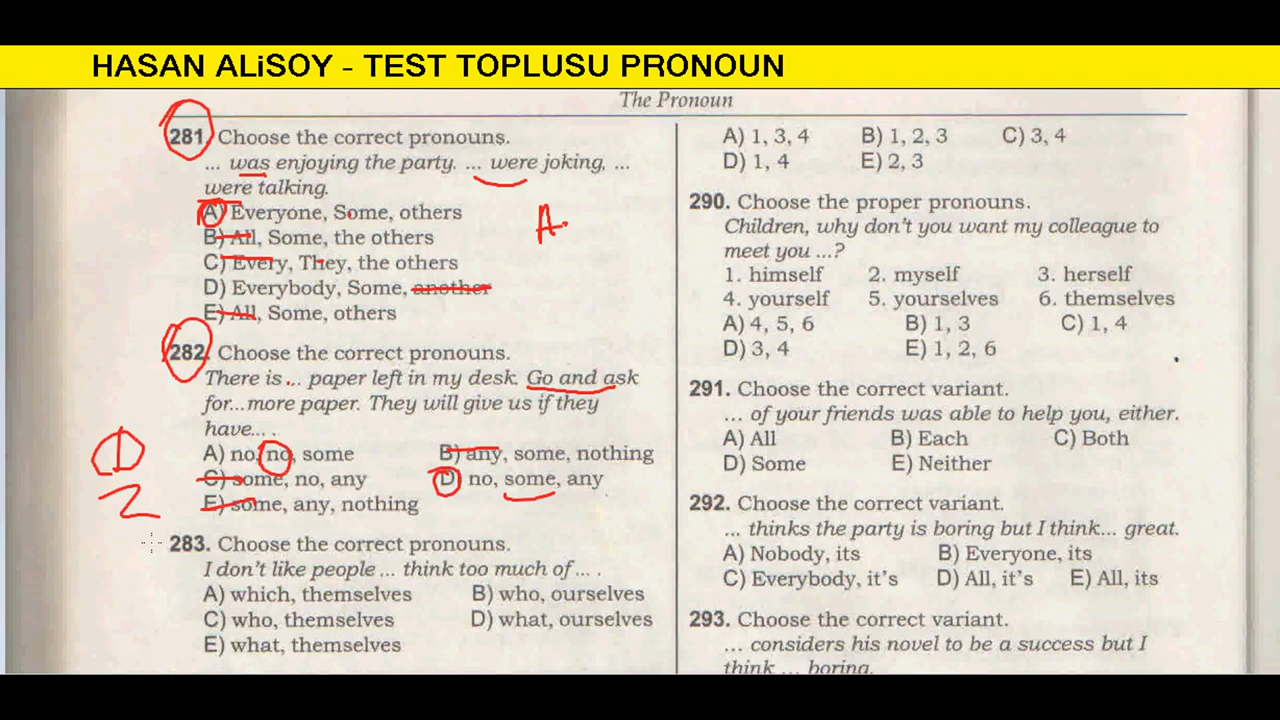 HASAN ALiSOY - TEST TOPLUSU PRONOUN
The Pronoun
281. Choose the correct pronouns.
... was enjoying the party. ... were joking, ...
were talking.
A) Everyone, Some, others
B) All, Some, the others
C) Every, They, the others
D) Everybody, Some, another
E) All, Some, others
A
282. Choose the correct pronouns.
There is ... paper left in my desk. Go and ask
for...more paper. They will give us if they
have... .
A) no, no, some B) any, some, nothing
C) some, no, any D) no, some, any
E) some, any, nothing
1
2
283. Choose the correct pronouns.
I don't like people ... think too much of ... .
A) which, themselves B) who, ourselves
C) who, themselves D) what, ourselves
E) what, themselves
A) 1, 3, 4 B) 1, 2, 3 C) 3, 4
D) 1, 4 E) 2, 3
290. Choose the proper pronouns.
Children, why don't you want my colleague to
meet you ...?
1. himself 2. myself 3. herself
4. yourself 5. yourselves 6. themselves
A) 4, 5, 6 B) 1, 3 C) 1, 4
D) 3, 4 E) 1, 2, 6
291. Choose the correct variant.
... of your friends was able to help you, either.
A) All B) Each C) Both
D) Some E) Neither
292. Choose the correct variant.
... thinks the party is boring but I think... great.
A) Nobody, its B) Everyone, its
C) Everybody, it's D) All, it's E) All, its
293. Choose the correct variant.
... considers his novel to be a success but I
think ... boring.